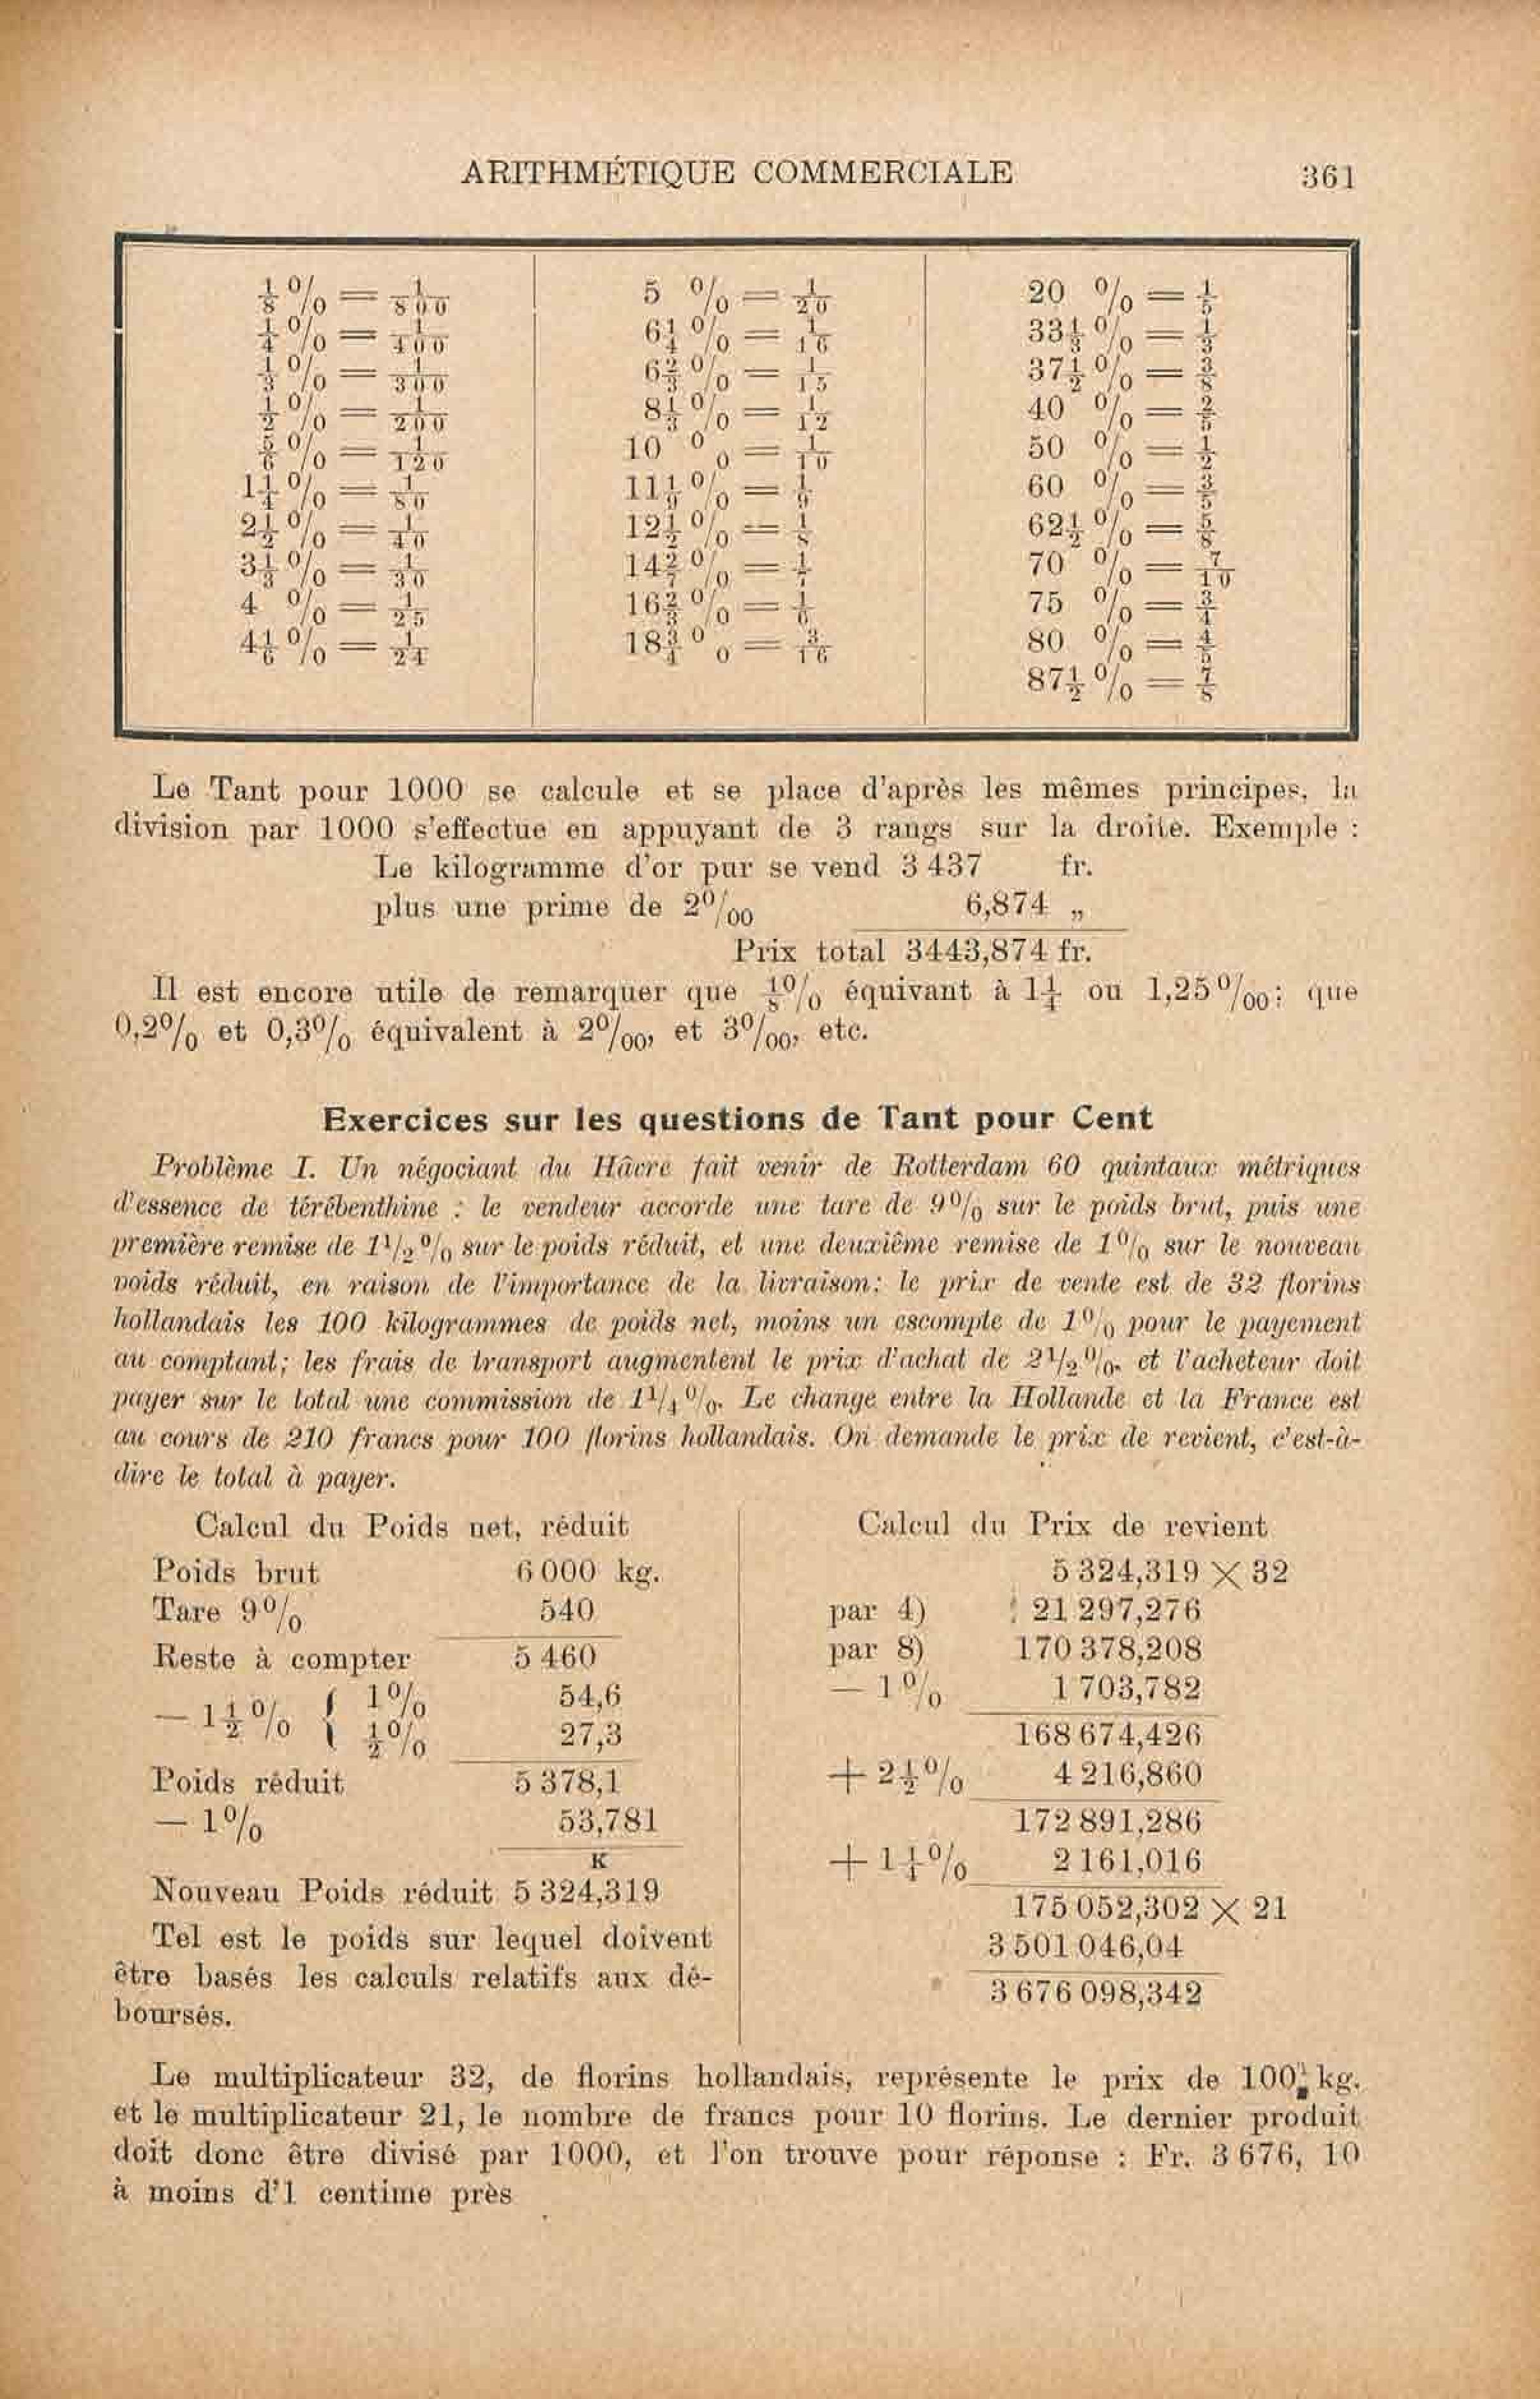 ARITHMÉTIQUE COMMERCIALE 361
1/8 % = 1/800
1/4 % = 1/400
1/3 % = 1/300
1/2 % = 1/200
5/6 % = 1/120
1 1/4 % = 1/80
2 1/2 % = 1/40
3 1/3 % = 1/30
4 % = 1/25
4 1/6 % = 1/24
5 % = 1/20
6 1/4 % = 1/16
6 2/3 % = 1/15
8 1/3 % = 1/12
10 % = 1/10
11 1/9 % = 1/9
12 1/2 % = 1/8
14 2/7 % = 1/7
16 2/3 % = 1/6
18 3/4 % = 3/16
20 % = 1/5
33 1/3 % = 1/3
37 1/2 % = 3/8
40 % = 2/5
50 % = 1/2
60 % = 3/5
62 1/2 % = 5/8
70 % = 7/10
75 % = 3/4
80 % = 4/5
87 1/2 % = 7/8
Le Tant pour 1000 se calcule et se place d'après les mêmes principes, la
division par 1000 s'effectue en appuyant de 3 rangs sur la droite. Exemple :
Le kilogramme d'or pur se vend 3 437 fr.
plus une prime de 2 0/00 6,874 „
Prix total 3443,874 fr.
Il est encore utile de remarquer que 1/8 % équivant à 1 1/4 ou 1,25 0/00; que
0,2% et 0,3% équivalent à 2 0/00, et 3 0/00, etc.
Exercices sur les questions de Tant pour Cent
Problème I. Un négociant du Hâvre fait venir de Rotterdam 60 quintaux métriques
d'essence de térébenthine : le vendeur accorde une tare de 9% sur le poids brut, puis une
première remise de 1 1/2 % sur le poids réduit, et une deuxième remise de 1% sur le nouveau
poids réduit, en raison de l'importance de la livraison: le prix de vente est de 32 florins
hollandais les 100 kilogrammes de poids net, moins un escompte de 1% pour le payement
au comptant; les frais de transport augmentent le prix d'achat de 2 1/2 %, et l'acheteur doit
payer sur le total une commission de 1 1/4 %. Le change entre la Hollande et la France est
au cours de 210 francs pour 100 florins hollandais. On demande le prix de revient, c'est-à-
dire le total à payer.
Calcul du Poids net, réduit
Poids brut 6 000 kg.
Tare 9% 540
Reste à compter 5 460
— 1 1/2 % { 1% 54,6
1/2 % 27,3
Poids réduit 5 378,1
— 1% 53,781
K
Nouveau Poids réduit 5 324,319
Tel est le poids sur lequel doivent
être basés les calculs relatifs aux dé-
boursés.
Calcul du Prix de revient
5 324,319 × 32
par 4) 21 297,276
par 8) 170 378,208
— 1% 1 703,782
168 674,426
+ 2 1/2 % 4 216,860
172 891,286
+ 1 1/4 % 2 161,016
175 052,302 × 21
3 501 046,04
3 676 098,342
Le multiplicateur 32, de florins hollandais, représente le prix de 100 kg.
et le multiplicateur 21, le nombre de francs pour 10 florins. Le dernier produit
doit donc être divisé par 1000, et l'on trouve pour réponse : Fr. 3 676, 10
à moins d'1 centime près